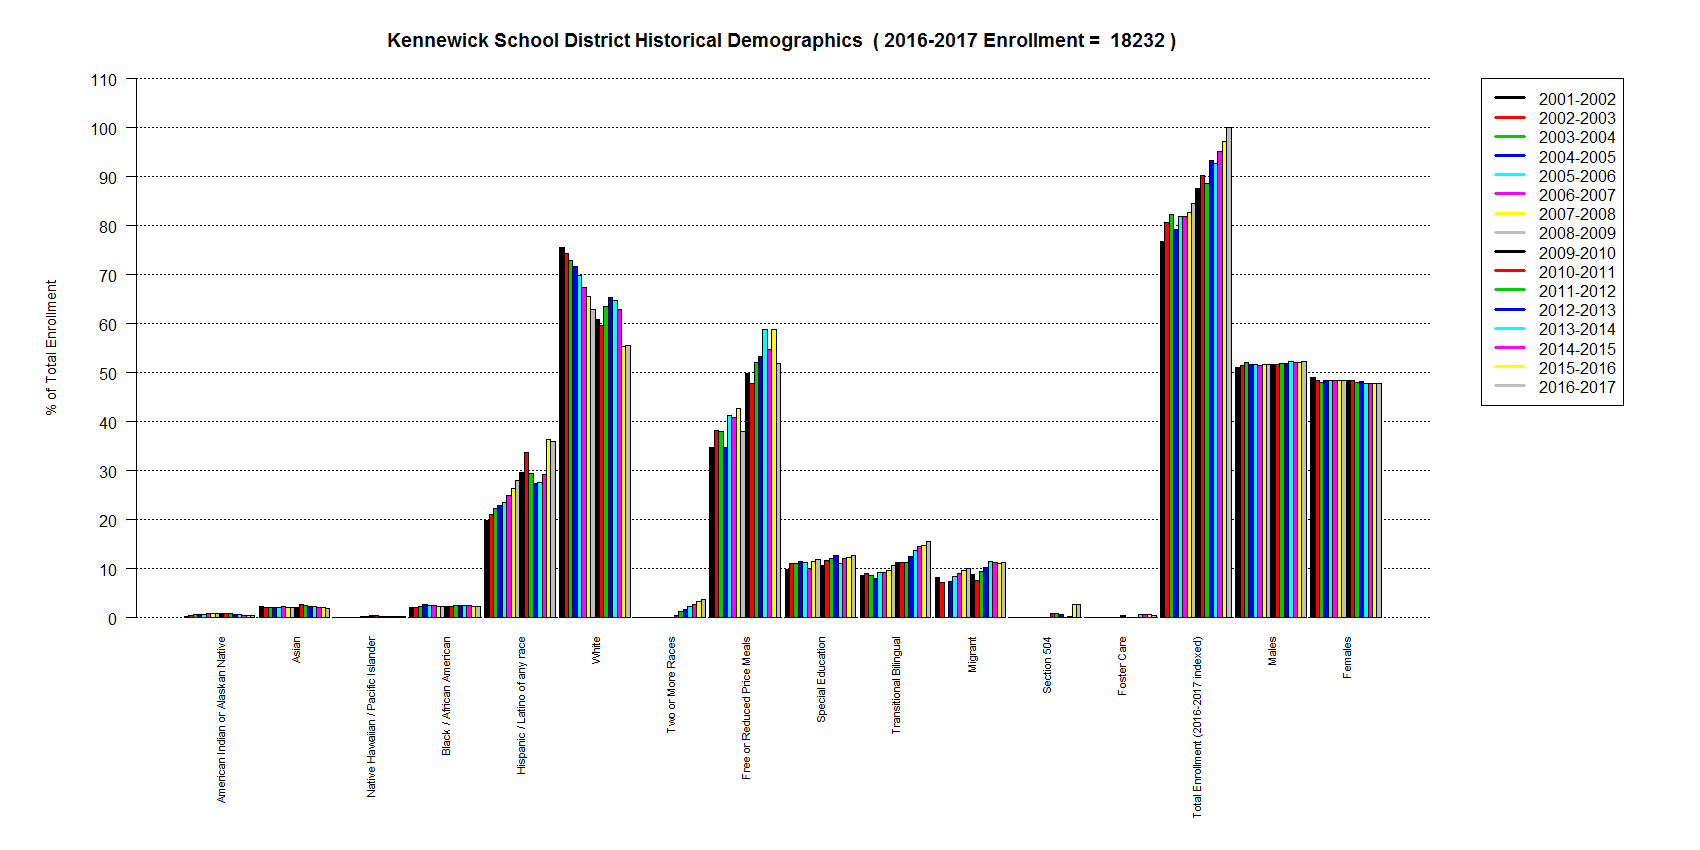 Kennewick School District Historical Demographics ( 2016-2017 Enrollment = 18232 )
% of Total Enrollment
110
100
90
80
70
60
50
40
30
20
10
0
American Indian or Alaskan Native
Asian
Native Hawaiian / Pacific Islander
Black / African American
Hispanic / Latino of any race
White
Two or More Races
Free or Reduced Price Meals
Special Education
Transitional Bilingual
Migrant
Section 504
Foster Care
Total Enrollment (2016-2017 indexed)
Males
Females
2001-2002
2002-2003
2003-2004
2004-2005
2005-2006
2006-2007
2007-2008
2008-2009
2009-2010
2010-2011
2011-2012
2012-2013
2013-2014
2014-2015
2015-2016
2016-2017